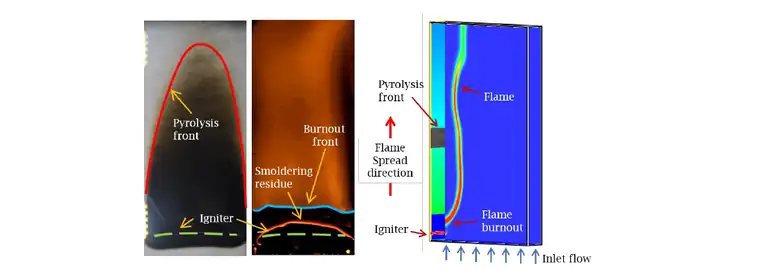 Pyrolysis
front
Igniter
Burnout
front
Smoldering
residue
Pyrolysis
front
Flame
Spread
direction
Igniter
Flame
Flame
burnout
Inlet flow